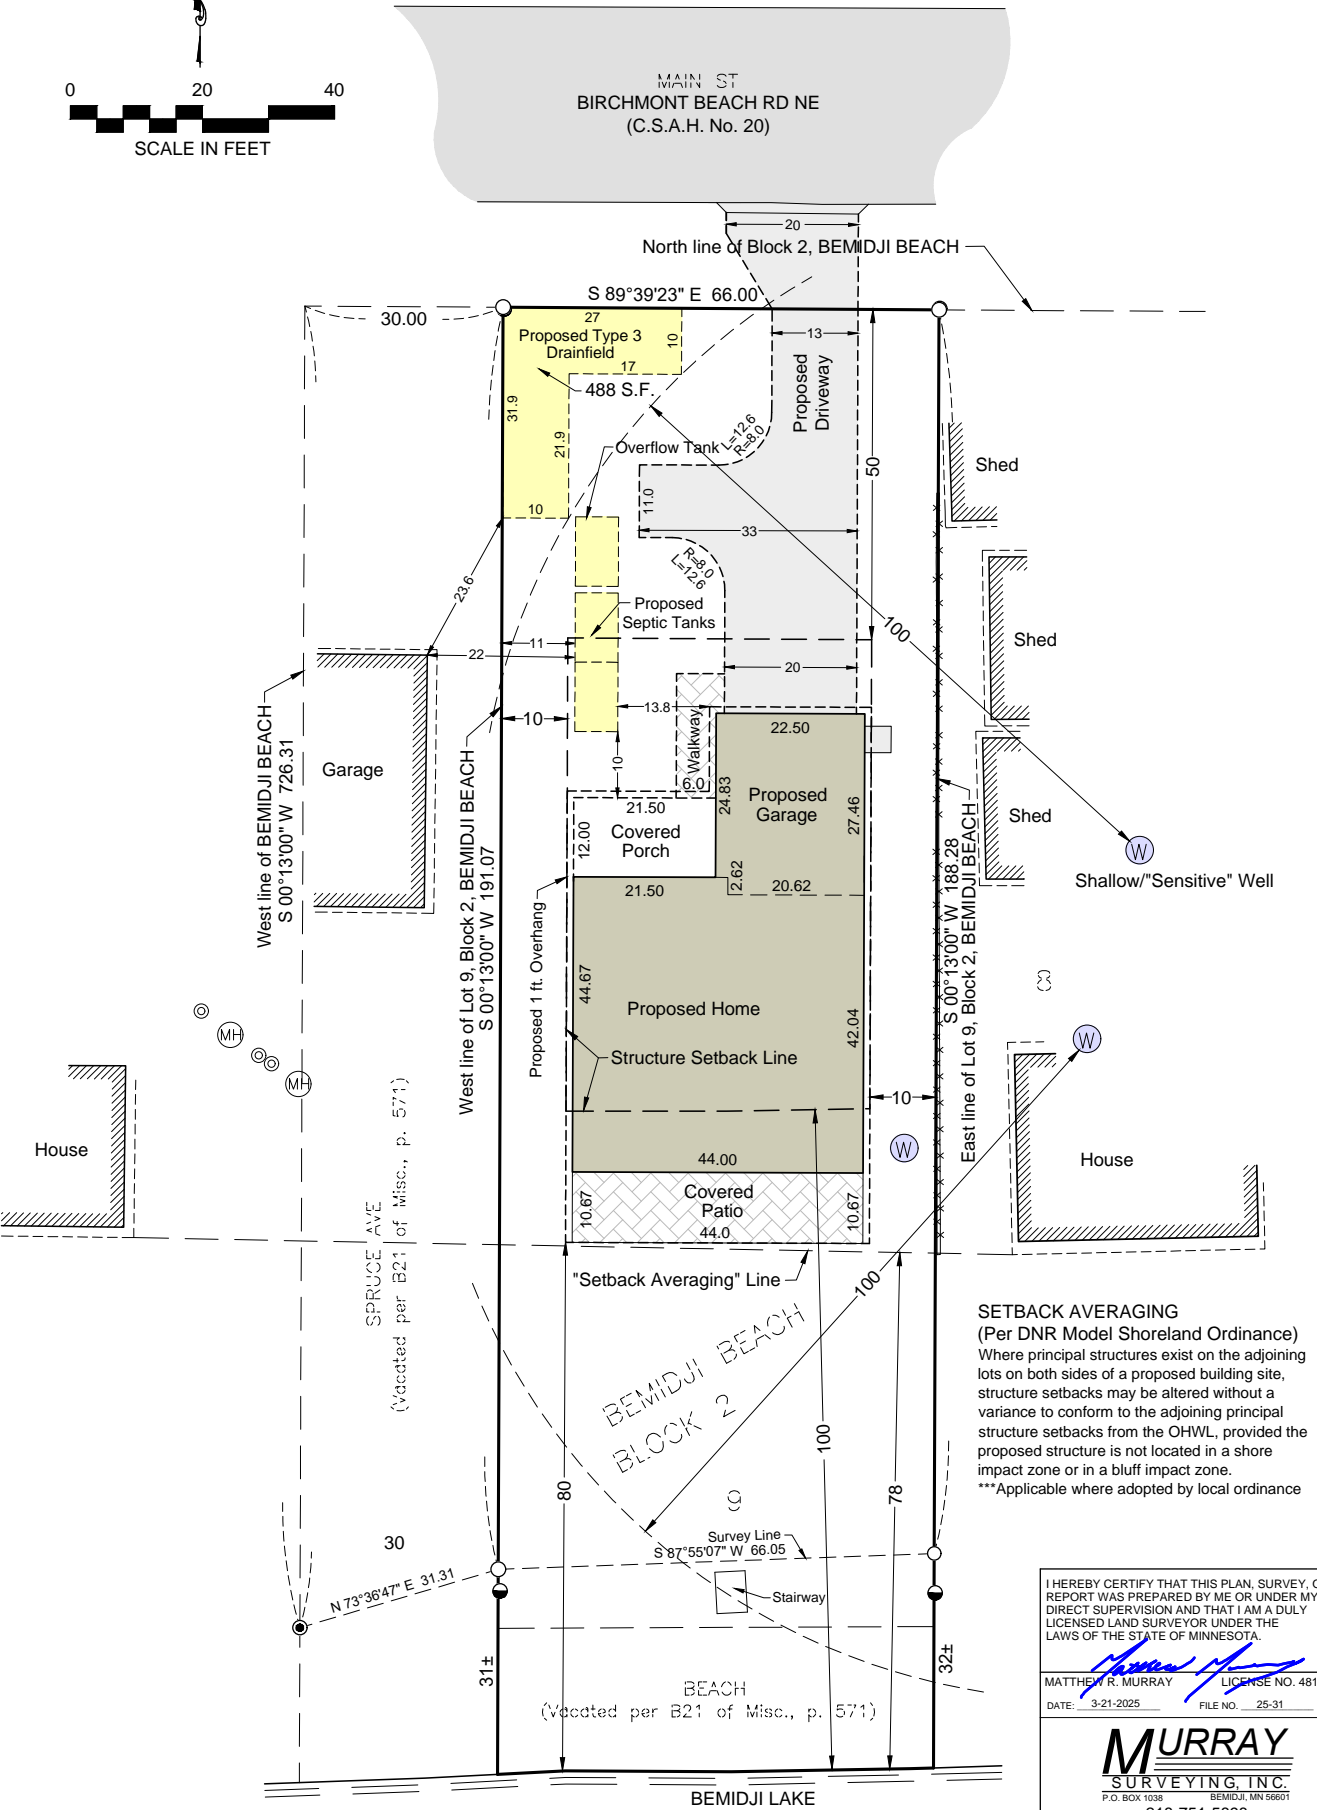 0 20 40
SCALE IN FEET
MAIN ST
BIRCHMONT BEACH RD NE
(C.S.A.H. No. 20)
20
North line of Block 2, BEMIDJI BEACH
S 89°39'23" E 66.00
30.00
27
Proposed Type 3
Drainfield
10
17
488 S.F.
31.9
21.9
10
13
Proposed
Driveway
L=12.6
R=8.0
Overflow Tank
50
Shed
11.0
33
R=8.0
L=12.6
23.6
Proposed
Septic Tanks
100
Shed
11
22
20
10
13.8
Walkway
22.50
West line of BEMIDJI BEACH
S 00°13'00" W 726.31
Garage
West line of Lot 9, Block 2, BEMIDJI BEACH
S 00°13'00" W 191.07
10
6.0
24.83
Proposed
Garage
27.46
21.50
Covered
Porch
12.00
Shed
W
Shallow/"Sensitive" Well
2.62
20.62
21.50
Proposed 1 ft. Overhang
44.67
Proposed Home
42.04
S 00°13'00" W 188.28
East line of Lot 9, Block 2, BEMIDJI BEACH
8
MH
MH
W
Structure Setback Line
10
W
House
House
44.00
Covered
Patio
10.67
10.67
44.0
SPRUCE AVE
(Vacated per B21 of Misc., p. 571)
"Setback Averaging" Line
100
BEMIDJI BEACH
BLOCK 2
SETBACK AVERAGING
(Per DNR Model Shoreland Ordinance)
Where principal structures exist on the adjoining
lots on both sides of a proposed building site,
structure setbacks may be altered without a
variance to conform to the adjoining principal
structure setbacks from the OHWL, provided the
proposed structure is not located in a shore
impact zone or in a bluff impact zone.
***Applicable where adopted by local ordinance
80
100
78
9
30
N 73°36'47" E 31.31
Survey Line
S 87°55'07" W 66.05
Stairway
31±
32±
BEACH
(Vacated per B21 of Misc., p. 571)
BEMIDJI LAKE
I HEREBY CERTIFY THAT THIS PLAN, SURVEY,
REPORT WAS PREPARED BY ME OR UNDER MY
DIRECT SUPERVISION AND THAT I AM A DULY
LICENSED LAND SURVEYOR UNDER THE
LAWS OF THE STATE OF MINNESOTA.
MATTHEW R. MURRAY LICENSE NO. 481
DATE: 3-21-2025 FILE NO. 25-31
MURRAY
SURVEYING, INC.
P.O. BOX 1038 BEMIDJI, MN 56601